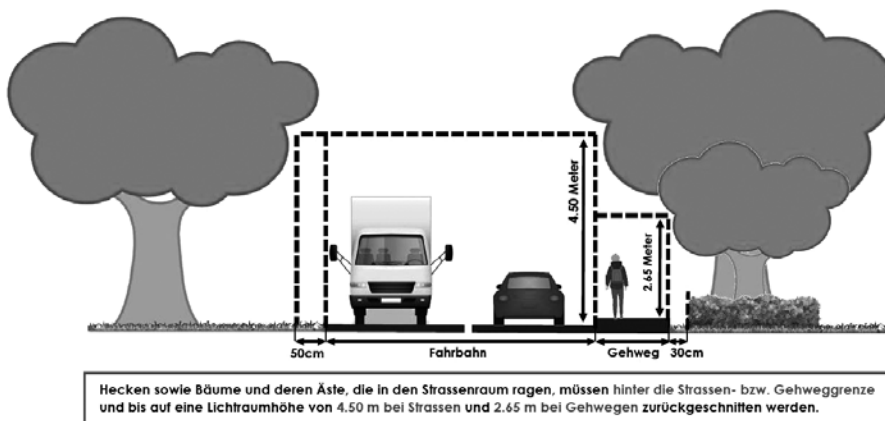 4.50 Meter
2.65 Meter
50cm
Fahrbahn
Gehweg
30cm
Hecken sowie Bäume und deren Äste, die in den Strassenraum ragen, müssen hinter die Strassen- bzw. Gehweggrenze
und bis auf eine Lichtraumhöhe von 4.50 m bei Strassen und 2.65 m bei Gehwegen zurückgeschnitten werden.